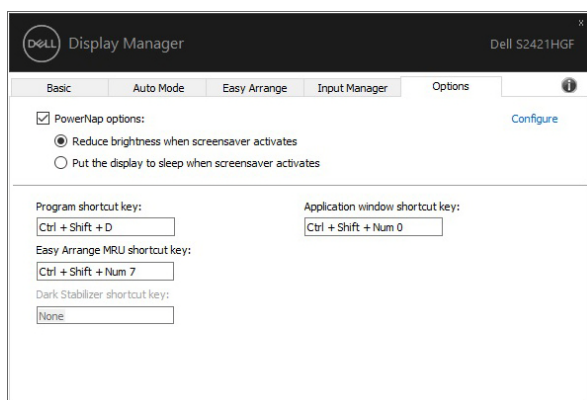 x
DELL Display Manager Dell S2421HGF
Basic Auto Mode Easy Arrange Input Manager Options i
PowerNap options: Configure
Reduce brightness when screensaver activates
Put the display to sleep when screensaver activates
Program shortcut key: Application window shortcut key:
Ctrl + Shift + D Ctrl + Shift + Num 0
Easy Arrange MRU shortcut key:
Ctrl + Shift + Num 7
Dark Stabilizer shortcut key:
None